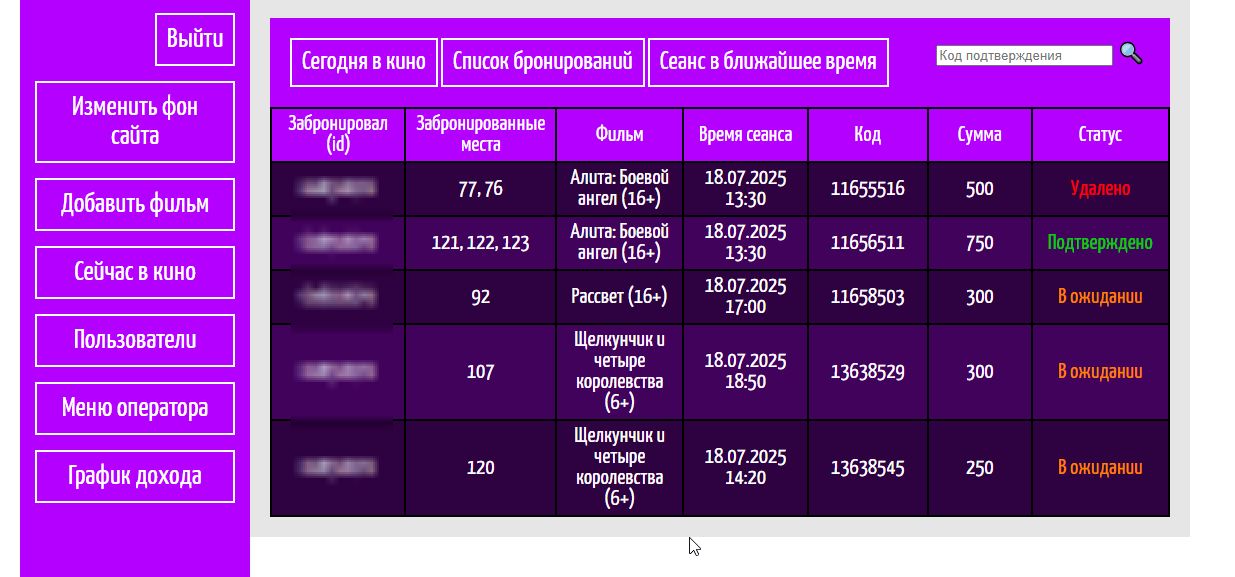 Выйти
Изменить фон
сайта
Добавить фильм
Сейчас в кино
Пользователи
Меню оператора
График дохода
Сегодня в кино
Список бронирований
Сеанс в ближайшее время
Код подтверждения
Забронировал
(id)
Забронированные
места
Фильм
Время сеанса
Код
Сумма
Статус
77, 76
Алита: Боевой
ангел (16+)
18.07.2025
13:30
11655516
500
Удалено
121, 122, 123
Алита: Боевой
ангел (16+)
18.07.2025
13:30
11656511
750
Подтверждено
92
Рассвет (16+)
18.07.2025
17:00
11658503
300
В ожидании
107
Щелкунчик и
четыре
королевства
(6+)
18.07.2025
18:50
13638529
300
В ожидании
120
Щелкунчик и
четыре
королевства
(6+)
18.07.2025
14:20
13638545
250
В ожидании